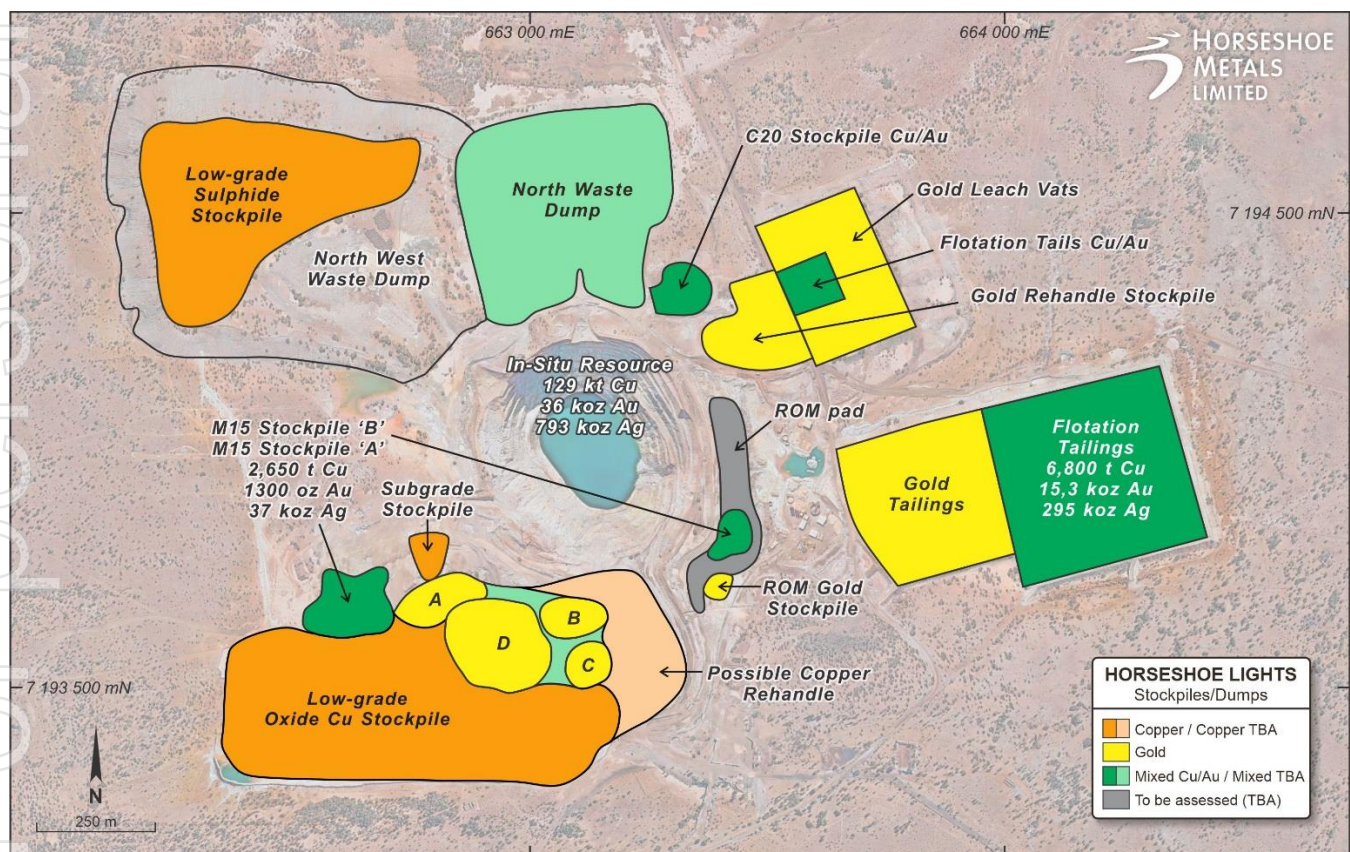 663 000 mE
664 000 mE
HORSESHOE
METALS
LIMITED
C20 Stockpile Cu/Au
Low-grade
Sulphide
Stockpile
North Waste
Dump
Gold Leach Vats
7 194 500 mN
Flotation Tails Cu/Au
North West
Waste Dump
Gold Rehandle Stockpile
In-Situ Resource
129 kt Cu
36 koz Au
793 koz Ag
ROM pad
M15 Stockpile ‘B’
M15 Stockpile ‘A’
2,650 t Cu
1300 oz Au
37 koz Ag
Flotation
Tailings
6,800 t Cu
15,3 koz Au
295 koz Ag
Gold
Tailings
Subgrade
Stockpile
ROM Gold
Stockpile
A
B
D
C
Possible Copper
Rehandle
7 193 500 mN
Low-grade
Oxide Cu Stockpile
HORSESHOE LIGHTS
Stockpiles/Dumps
Copper / Copper TBA
Gold
Mixed Cu/Au / Mixed TBA
To be assessed (TBA)
N
250 m